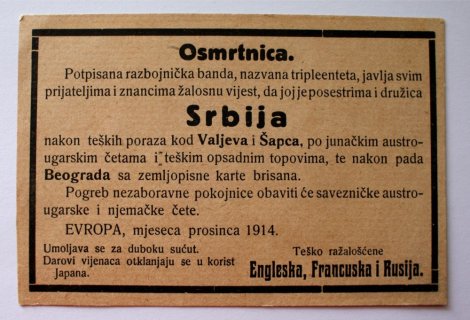 Osmrtnica.
Potpisana razbojnička banda, nazvana tripleenteta, javlja svim
prijateljima i znancima žalosnu vijest, da joj je posestrima i družica
Srbija
nakon teških poraza kod Valjeva i Šapca, po junačkim austro-
ugarskim četama i teškim opsadnim topovima, te nakon pada
Beograda sa zemljopisne karte brisana.
Pogreb nezaboravne pokojnice obaviti će savezničke austro-
ugarske i njemačke čete.
EVROPA, mjeseca prosinca 1914.
Umoljava se za duboku sućut.
Darovi vijenaca otklanjaju se u korist
Japana.
Teško ražalošćene
Engleska, Francuska i Rusija.